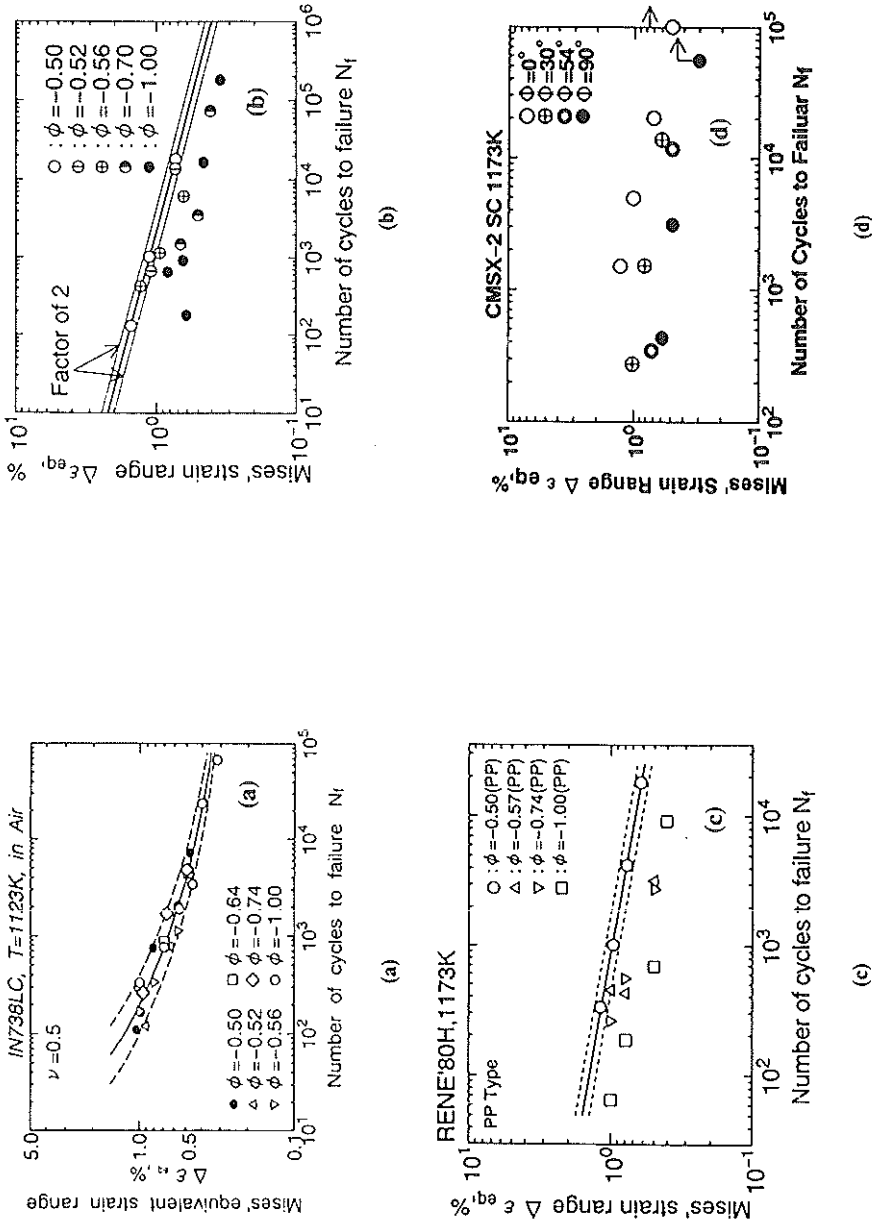 IN738LC, T=1123K, in Air
ν=0.5
5.0
1.0
0.5
0.1
Mises' equivalent strain range
Δ ε eq, %
● φ=−0.50 □ φ=−0.64
△ φ=−0.52 ◇ φ=−0.74
▽ φ=−0.56 ○ φ=−1.00
(a)
10¹ 10² 10³ 10⁴ 10⁵
Number of cycles to failure Nf
(a)
10¹
10⁰
10⁻¹
Mises' strain range Δ ε eq, %
Factor of 2
○ : φ=−0.50
⊖ : φ=−0.52
⊕ : φ=−0.56
◓ : φ=−0.70
● : φ=−1.00
(b)
10¹ 10² 10³ 10⁴ 10⁵ 10⁶
Number of cycles to failure Nf
(b)
RENE'80H,1173K
PP Type
10¹
10⁰
10⁻¹
Mises' strain range Δ ε eq, %
○ : φ=−0.50(PP)
△ : φ=−0.57(PP)
▽ : φ=−0.74(PP)
□ : φ=−1.00(PP)
(c)
10² 10³ 10⁴
Number of cycles to failure Nf
(c)
CMSX-2 SC 1173K
10¹
10⁰
10⁻¹
Mises' Strain Range Δ ε eq,%
○ θ=0°
⊕ θ=30°
○ θ=54°
● θ=90°
(d)
10² 10³ 10⁴ 10⁵
Number of Cycles to Failuar Nf
(d)